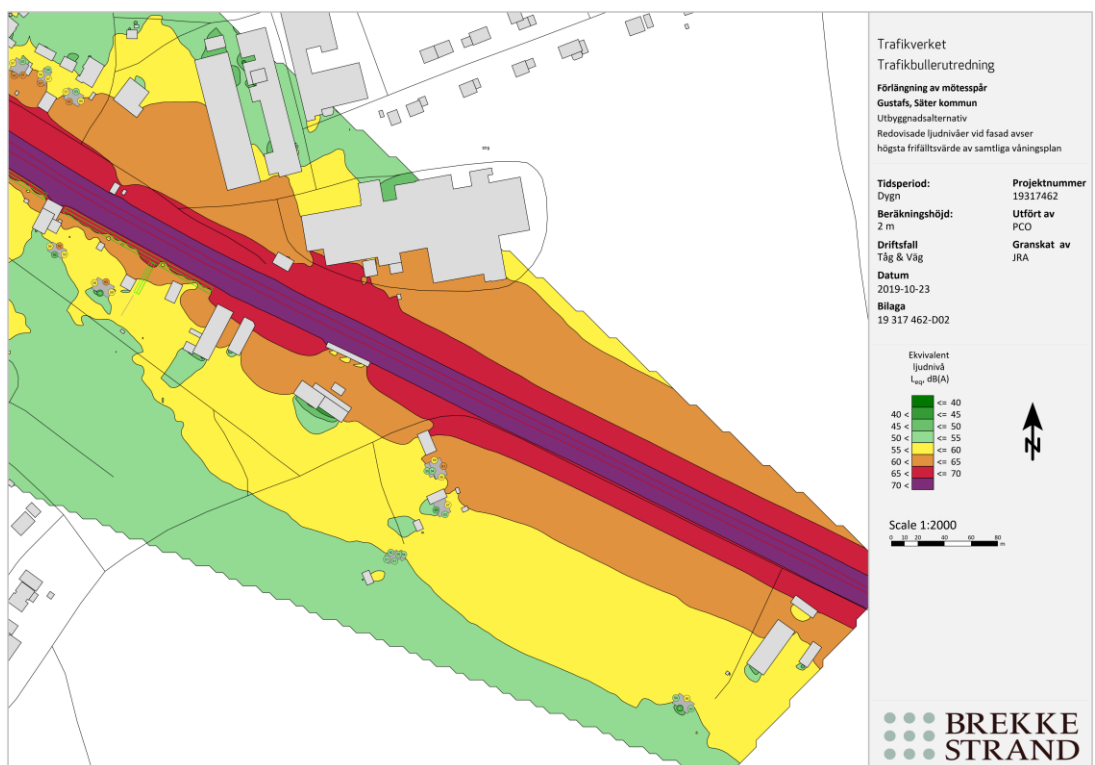 Trafikverket
Trafikbullerutredning
Förlängning av mötesspår
Gustafs, Säter kommun
Utbyggnadsalternativ
Redovisade ljudnivåer vid fasad avser
högsta frifälltsvärde av samtliga våningsplan
Tidsperiod:
Dygn
Projektnummer
19317462
Beräkningshöjd:
2 m
Utfört av
PCO
Driftsfall
Tåg & Väg
Granskat av
JRA
Datum
2019-10-23
Bilaga
19 317 462-D02
Ekvivalent
ljudnivå
Leq, dB(A)
<= 40
40 < <= 45
45 < <= 50
50 < <= 55
55 < <= 60
60 < <= 65
65 < <= 70
70 <
N
Scale 1:2000
0 10 20 40 60 80
m
BREKKE
STRAND